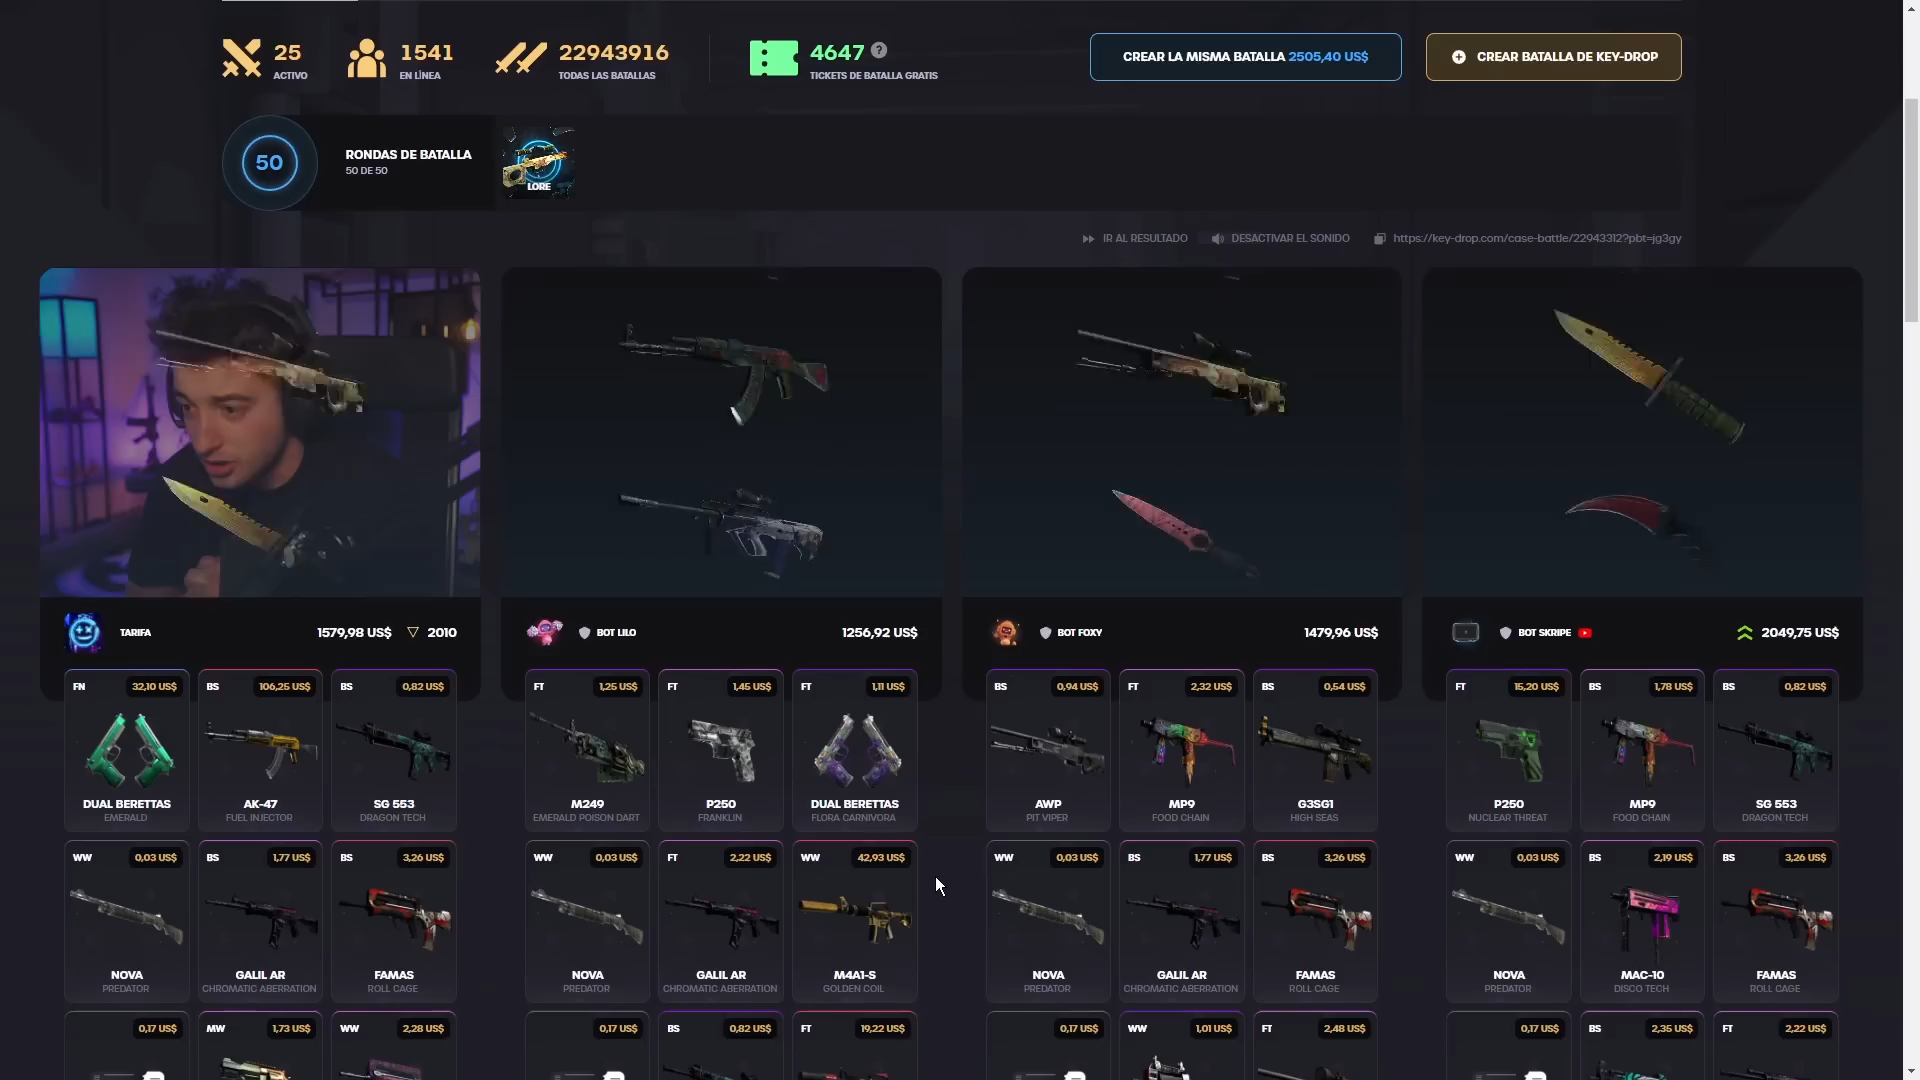 25
ACTIVO
1541
EN LÍNEA
22943916
TODAS LAS BATALLAS
4647 ?
TICKETS DE BATALLA GRATIS
CREAR LA MISMA BATALLA 2505,40 US$
CREAR BATALLA DE KEY-DROP
50
RONDAS DE BATALLA
50 DE 50
LORE
IR AL RESULTADO
DESACTIVAR EL SONIDO
https://key-drop.com/case-battle/22943312?pbt=jg3gy
TARIFA 1579,98 US$ 2010
BOT LILO 1256,92 US$
BOT FOXY 1479,96 US$
BOT SKRIPE 2049,75 US$
FN 32,10 US$ BS 106,25 US$ BS 0,82 US$
FT 1,25 US$ FT 1,45 US$ FT 1,11 US$
BS 0,94 US$ FT 2,32 US$ BS 0,54 US$
FT 15,20 US$ BS 1,78 US$ BS 0,82 US$
DUAL BERETTAS AK-47 SG 553
EMERALD FUEL INJECTOR DRAGON TECH
M249 P250 DUAL BERETTAS
EMERALD POISON DART FRANKLIN FLORA CARNIVORA
AWP MP9 G3SG1
PIT VIPER FOOD CHAIN HIGH SEAS
P250 MP9 SG 553
NUCLEAR THREAT FOOD CHAIN DRAGON TECH
WW 0,03 US$ BS 1,77 US$ BS 3,26 US$
WW 0,03 US$ FT 2,22 US$ WW 42,93 US$
WW 0,03 US$ BS 1,77 US$ BS 3,26 US$
WW 0,03 US$ BS 2,19 US$ BS 3,26 US$
NOVA GALIL AR FAMAS
PREDATOR CHROMATIC ABERRATION ROLL CAGE
NOVA GALIL AR M4A1-S
PREDATOR CHROMATIC ABERRATION GOLDEN COIL
NOVA GALIL AR FAMAS
PREDATOR CHROMATIC ABERRATION ROLL CAGE
NOVA MAC-10 FAMAS
PREDATOR DISCO TECH ROLL CAGE
0,17 US$ MW 1,73 US$ WW 2,28 US$
0,17 US$ BS 0,82 US$ FT 19,22 US$
0,17 US$ WW 1,01 US$ FT 2,48 US$
0,17 US$ BS 2,35 US$ FT 2,22 US$